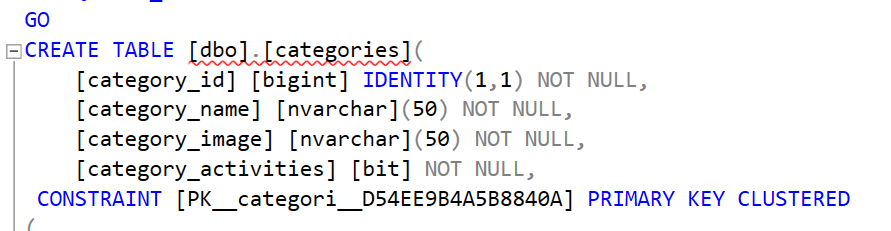 GO
CREATE TABLE [dbo].[categories](
[category_id] [bigint] IDENTITY(1,1) NOT NULL,
[category_name] [nvarchar](50) NOT NULL,
[category_image] [nvarchar](50) NOT NULL,
[category_activities] [bit] NOT NULL,
CONSTRAINT [PK__categori__D54EE9B4A5B8840A] PRIMARY KEY CLUSTERED
(